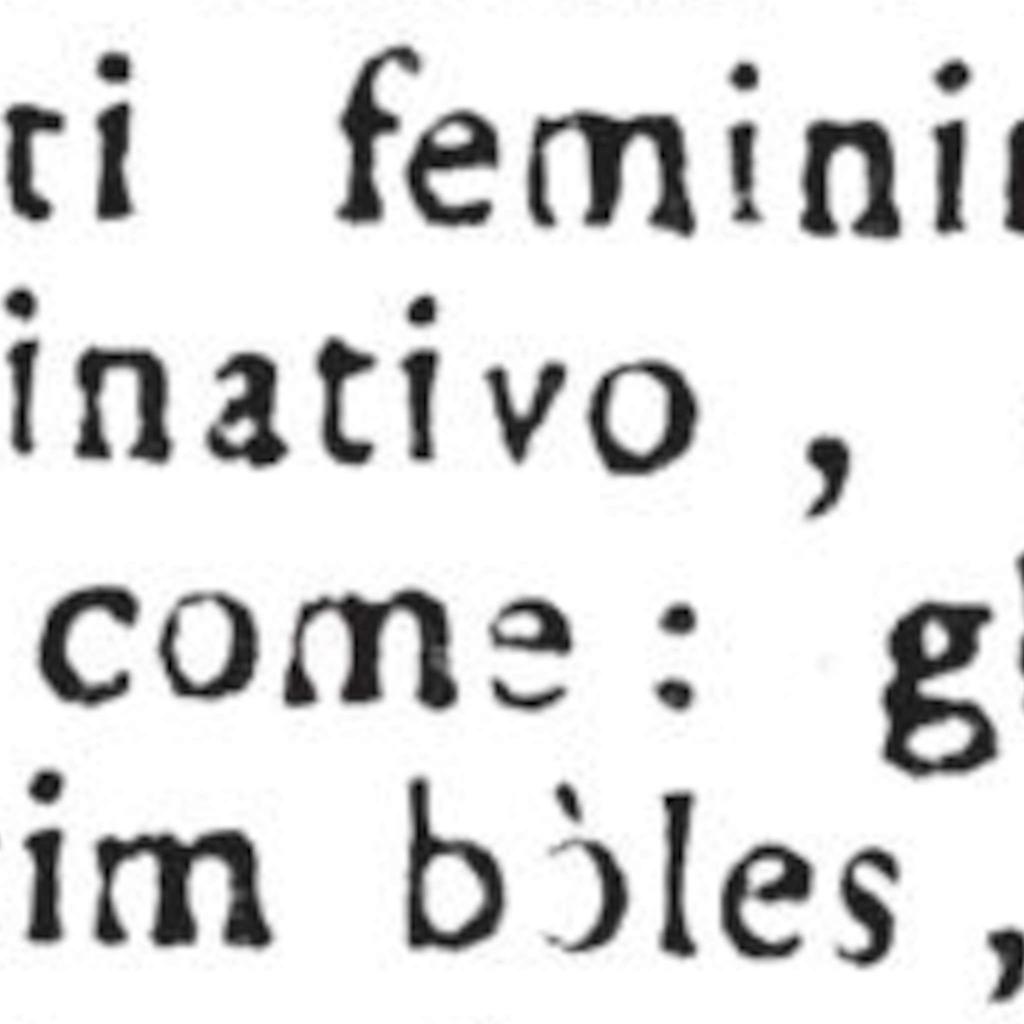 ti feminin
inativo ,
come : g
im bòles ,